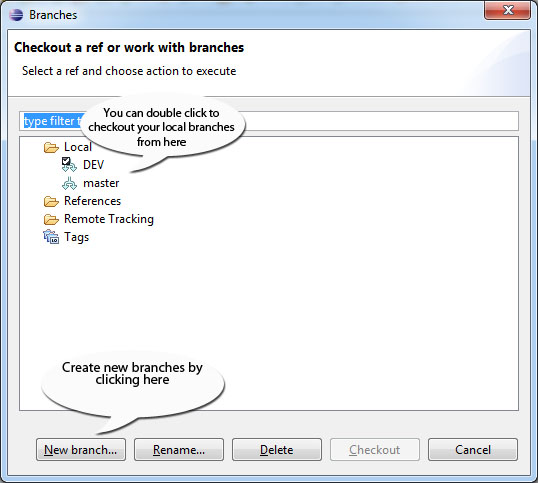 Branches
Checkout a ref or work with branches
Select a ref and choose action to execute
type filter t
You can double click to
checkout your local branches
from here
Local
DEV
master
References
Remote Tracking
Tags
Create new branches by
clicking here
New branch...
Rename...
Delete
Checkout
Cancel